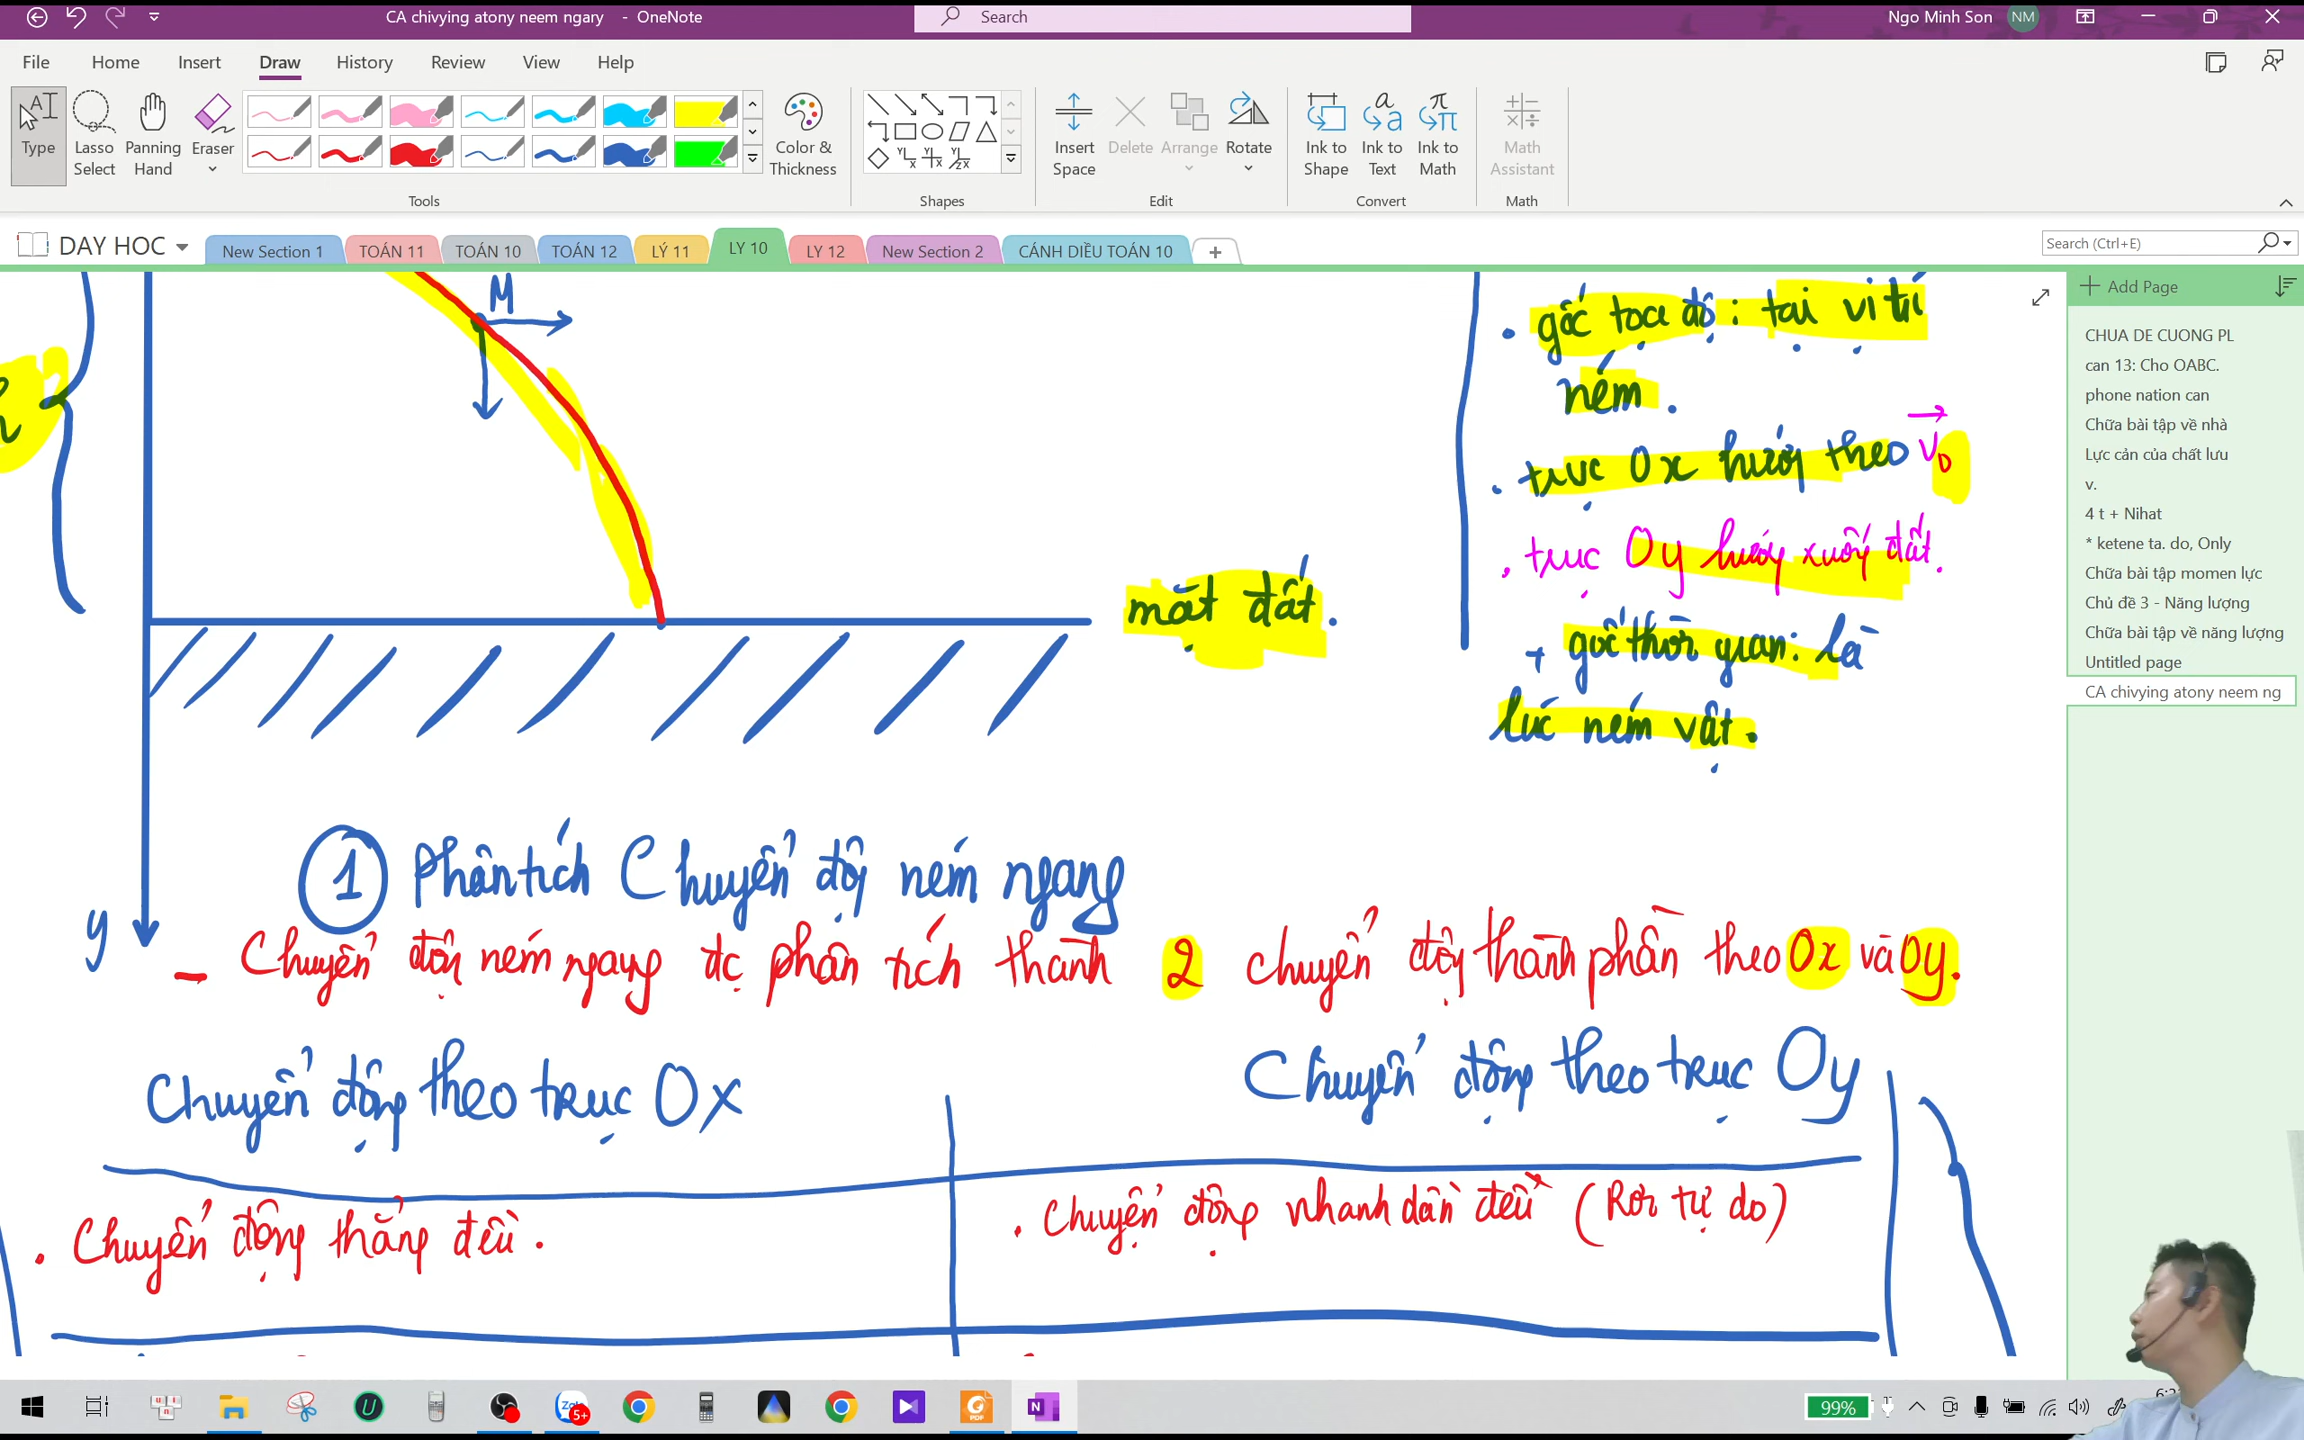 CA chivying atony neem ngary - OneNote
Search
Ngo Minh Son
NM
File Home Insert Draw History Review View Help
Type
Lasso Select
Panning Hand
Eraser
Color & Thickness
Insert Space
Delete
Arrange
Rotate
Ink to Shape
Ink to Text
Ink to Math
Math Assistant
Tools Shapes Edit Convert Math
DAY HOC
New Section 1 TOÁN 11 TOÁN 10 TOÁN 12 LÝ 11 LY 10 LY 12 New Section 2 CÁNH DIỀU TOÁN 10
Search (Ctrl+E)
Add Page
CHUA DE CUONG PL
can 13: Cho OABC.
phone nation can
Chữa bài tập về nhà
Lực cản của chất lưu
v.
4 t + Nihat
* ketene ta. do, Only
Chữa bài tập momen lực
Chủ đề 3 - Năng lượng
Chữa bài tập về năng lượng
Untitled page
CA chivying atony neem ng
M
. gốc tọa độ : tại vị trí
ném .
. trục Ox hướng theo v0
. trục Oy hướng xuống đất.
+ gốc thời gian: là
lúc ném vật.
mặt đất.
y
1 Phân tích Chuyển động ném ngang
- Chuyển động ném ngang đc phân tích thành 2 chuyển động thành phần theo Ox và Oy.
Chuyển động theo trục Ox
Chuyển động theo trục Oy
. Chuyển động thẳng đều.
. Chuyển động nhanh dần đều (Rơi tự do)
99%